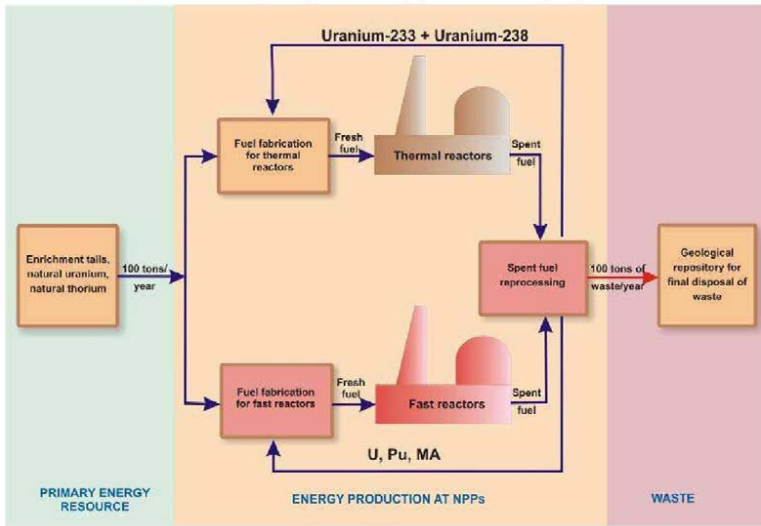 Uranium-233 + Uranium-238
Fuel fabrication
for thermal
reactors
Fresh
fuel
Thermal reactors
Spent
fuel
Enrichment tails,
natural uranium,
natural thorium
100 tons/
year
Spent fuel
reprocessing
100 tons of
waste/year
Geological
repository for
final disposal of
waste
Fuel fabrication
for fast reactors
Fresh
fuel
Fast reactors
Spent
fuel
U, Pu, MA
PRIMARY ENERGY
RESOURCE
ENERGY PRODUCTION AT NPPs
WASTE